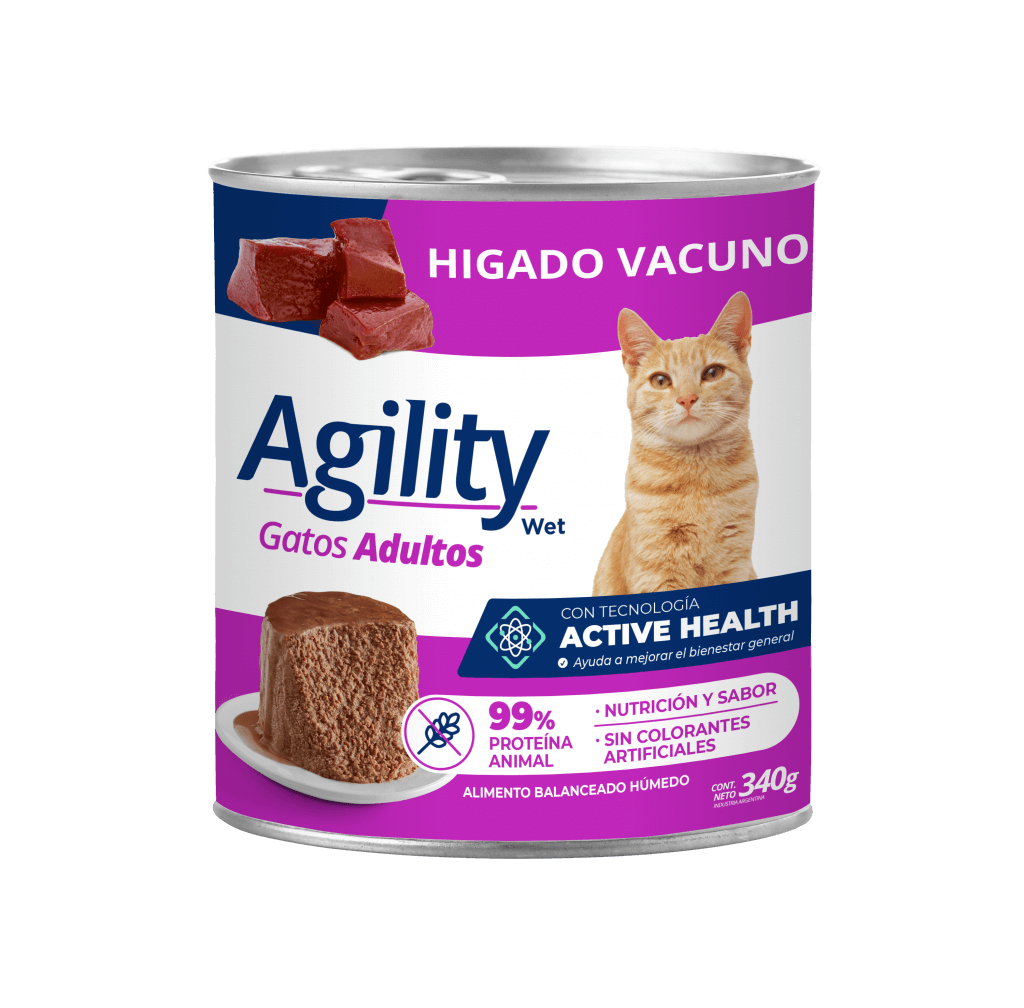 HIGADO VACUNO
Agility
Wet
Gatos Adultos
CON TECNOLOGÍA
ACTIVE HEALTH
Ayuda a mejorar el bienestar general
99%
PROTEÍNA
ANIMAL
· NUTRICIÓN Y SABOR
· SIN COLORANTES
ARTIFICIALES
ALIMENTO BALANCEADO HÚMEDO
CONT.
NETO 340g
INDUSTRIA ARGENTINA